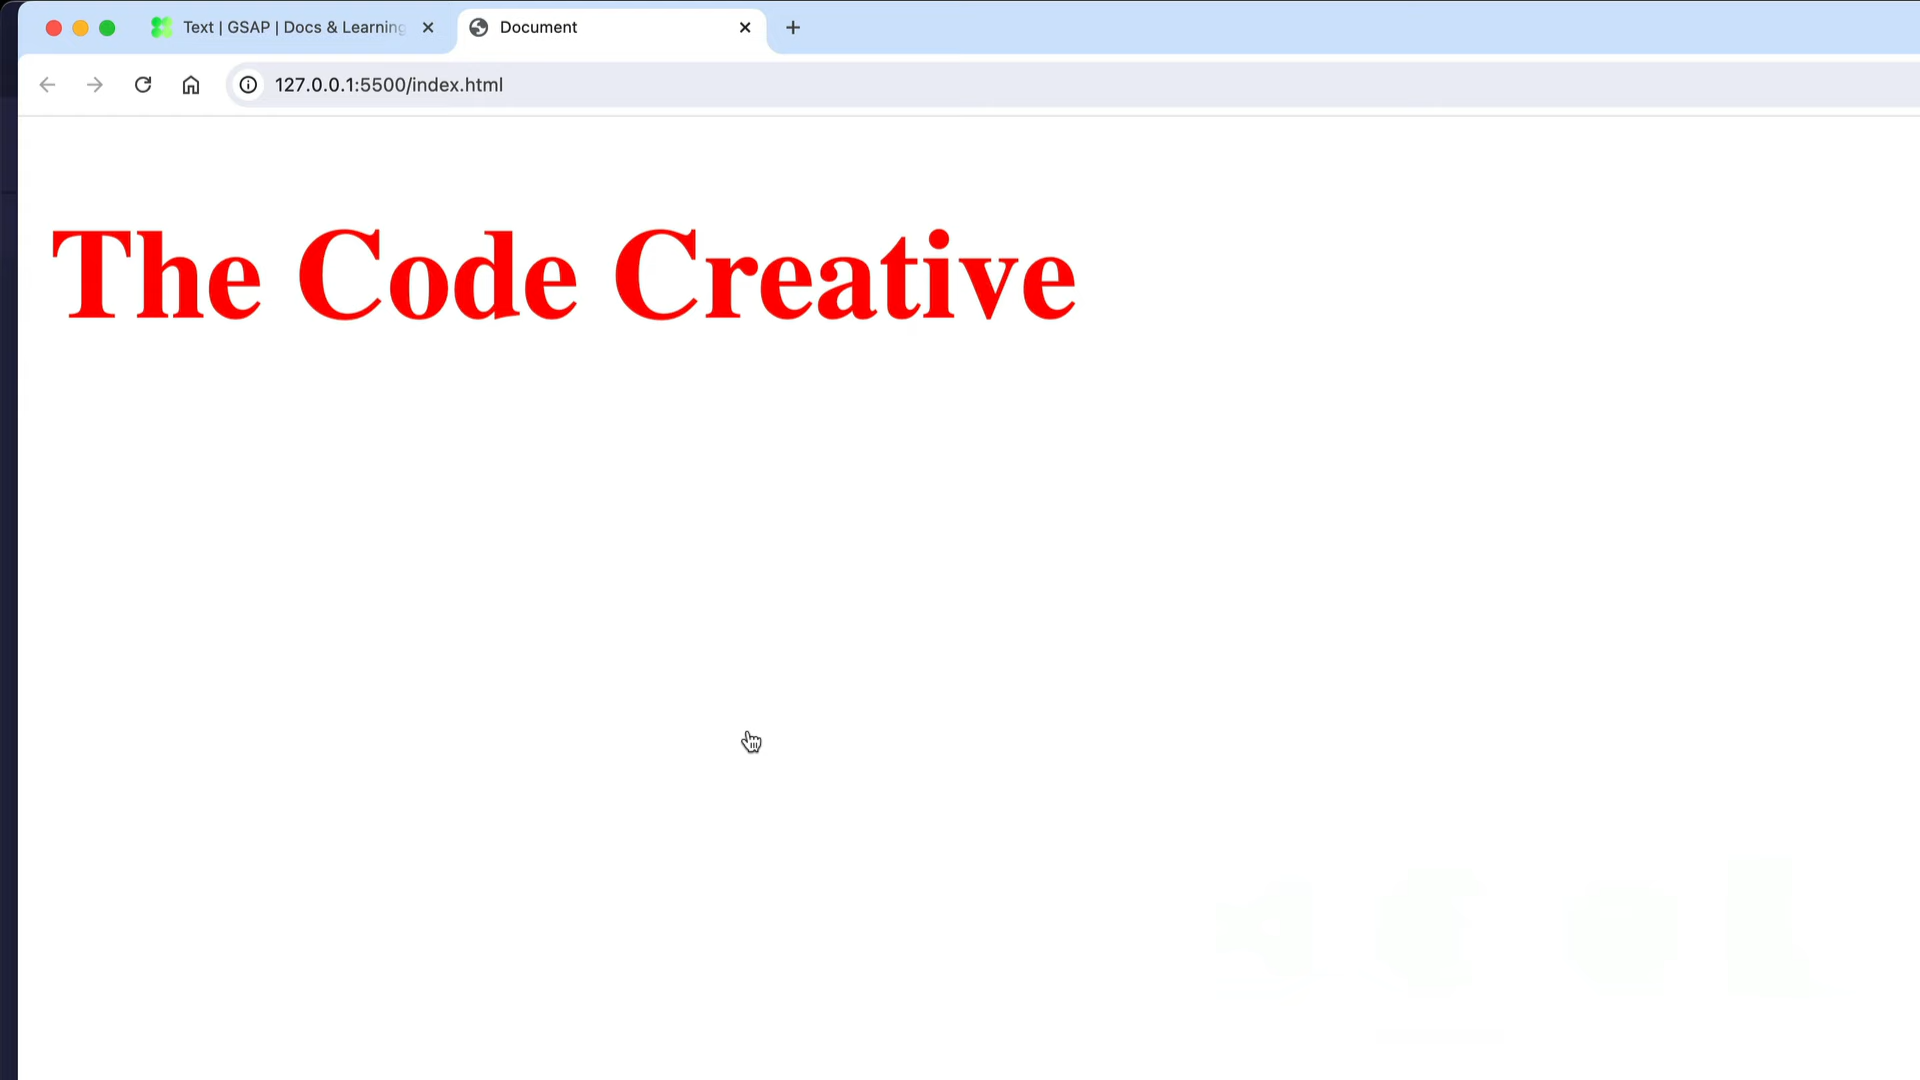 Text | GSAP | Docs & Learning
Document
127.0.0.1:5500/index.html
The Code Creative